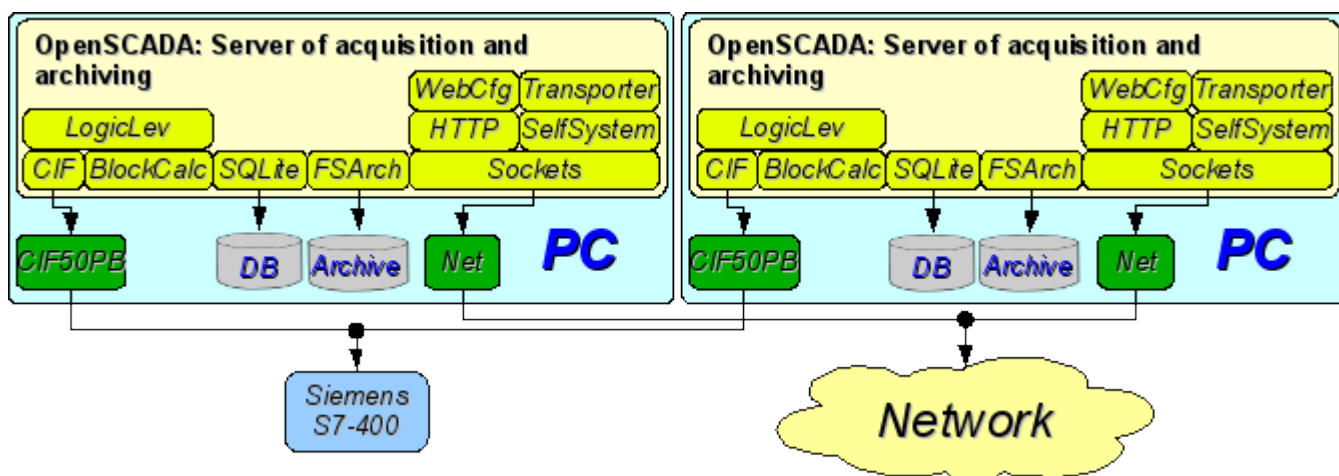 OpenSCADA: Server of acquisition and
archiving
WebCfg Transporter
LogicLev HTTP SelfSystem
CIF BlockCalc SQLite FSArch Sockets
CIF50PB DB Archive Net PC
OpenSCADA: Server of acquisition and
archiving
WebCfg Transporter
LogicLev HTTP SelfSystem
CIF BlockCalc SQLite FSArch Sockets
CIF50PB DB Archive Net PC
Siemens
S7-400
Network